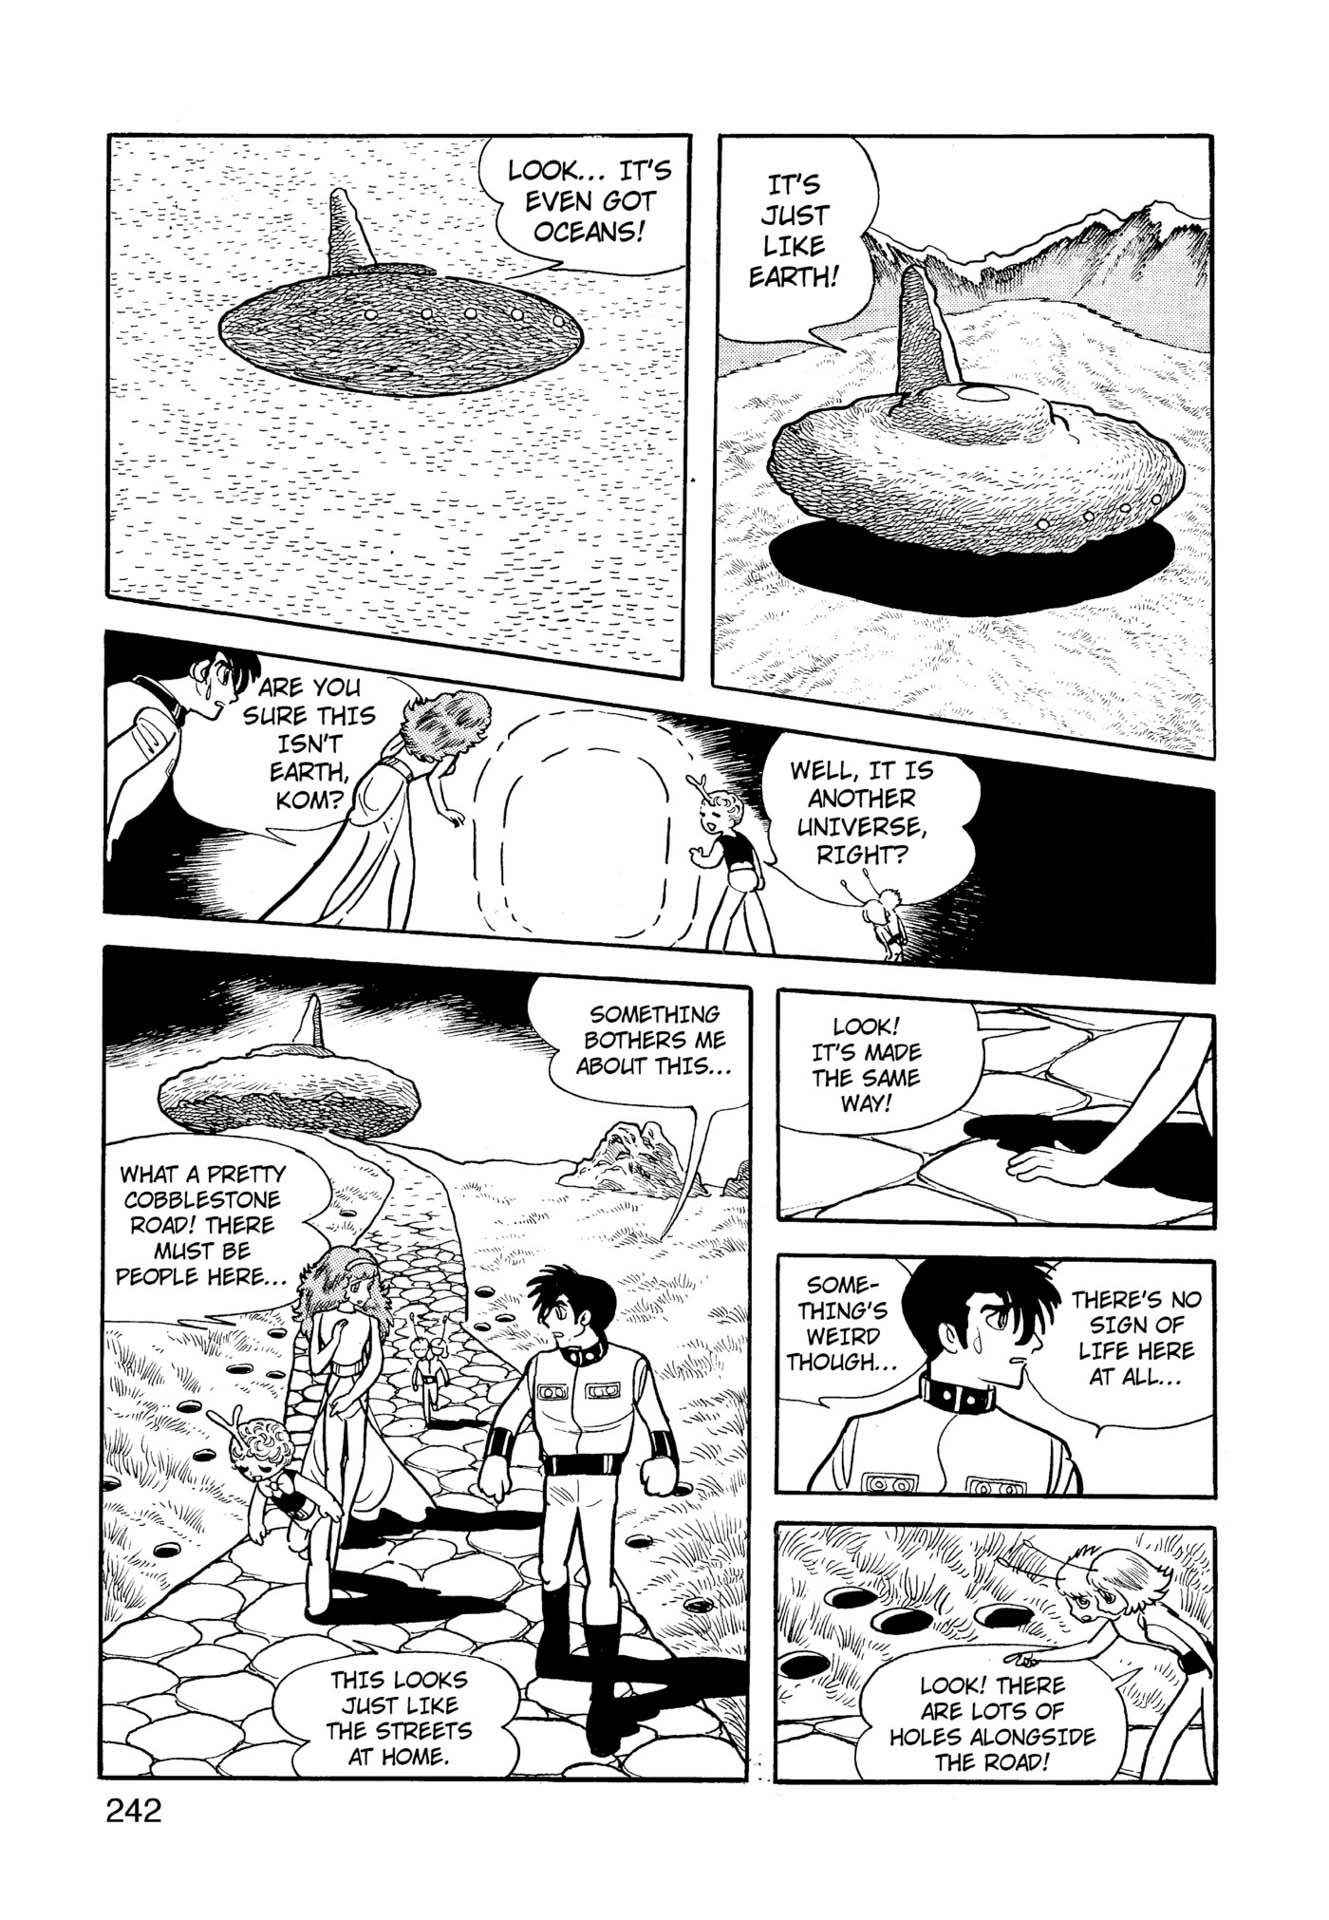 LOOK... IT'S
EVEN GOT
OCEANS!
IT'S
JUST
LIKE
EARTH!
ARE YOU
SURE THIS
ISN'T
EARTH,
KOM?
WELL, IT IS
ANOTHER
UNIVERSE,
RIGHT?
SOMETHING
BOTHERS ME
ABOUT THIS...
WHAT A PRETTY
COBBLESTONE
ROAD! THERE
MUST BE
PEOPLE HERE...
THIS LOOKS
JUST LIKE
THE STREETS
AT HOME.
LOOK!
IT'S MADE
THE SAME
WAY!
SOME-
THING'S
WEIRD
THOUGH...
THERE'S NO
SIGN OF
LIFE HERE
AT ALL...
LOOK! THERE
ARE LOTS OF
HOLES ALONGSIDE
THE ROAD!
242